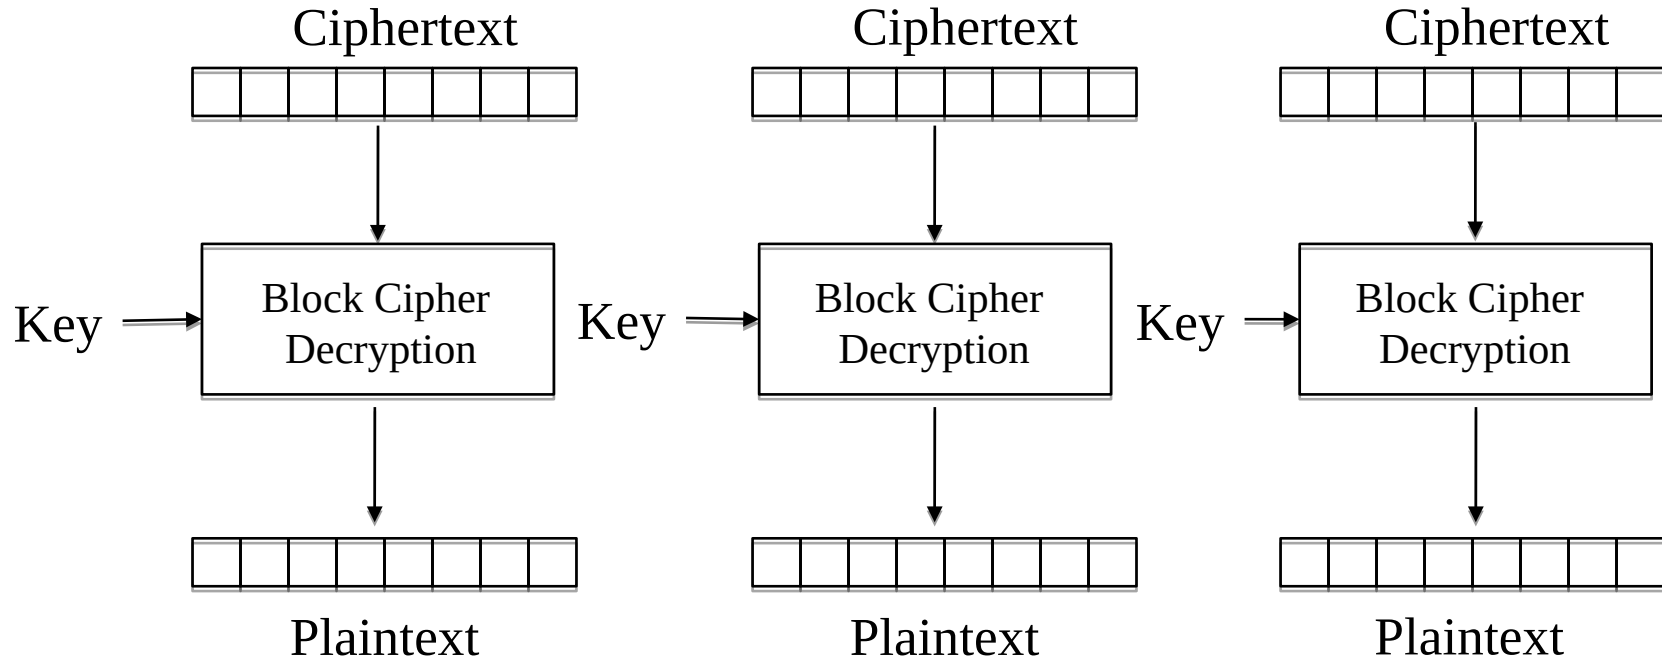 Ciphertext
Ciphertext
Ciphertext
Key
Block Cipher
Decryption
Key
Block Cipher
Decryption
Key
Block Cipher
Decryption
Plaintext
Plaintext
Plaintext